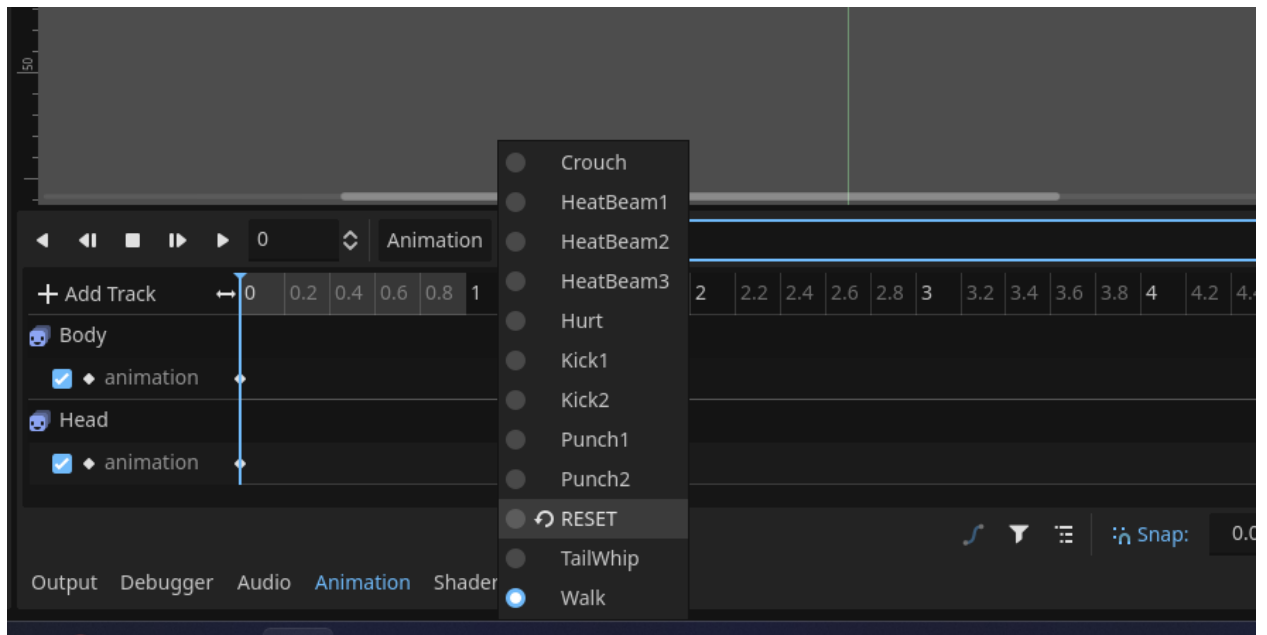 50
Crouch
HeatBeam1
HeatBeam2
HeatBeam3
Hurt
Kick1
Kick2
Punch1
Punch2
RESET
TailWhip
Walk
0 Animation
Add Track 0 0.2 0.4 0.6 0.8 1 2 2.2 2.4 2.6 2.8 3 3.2 3.4 3.6 3.8 4 4.2 4.
Body
animation
Head
animation
Snap: 0.0
Output Debugger Audio Animation Shader